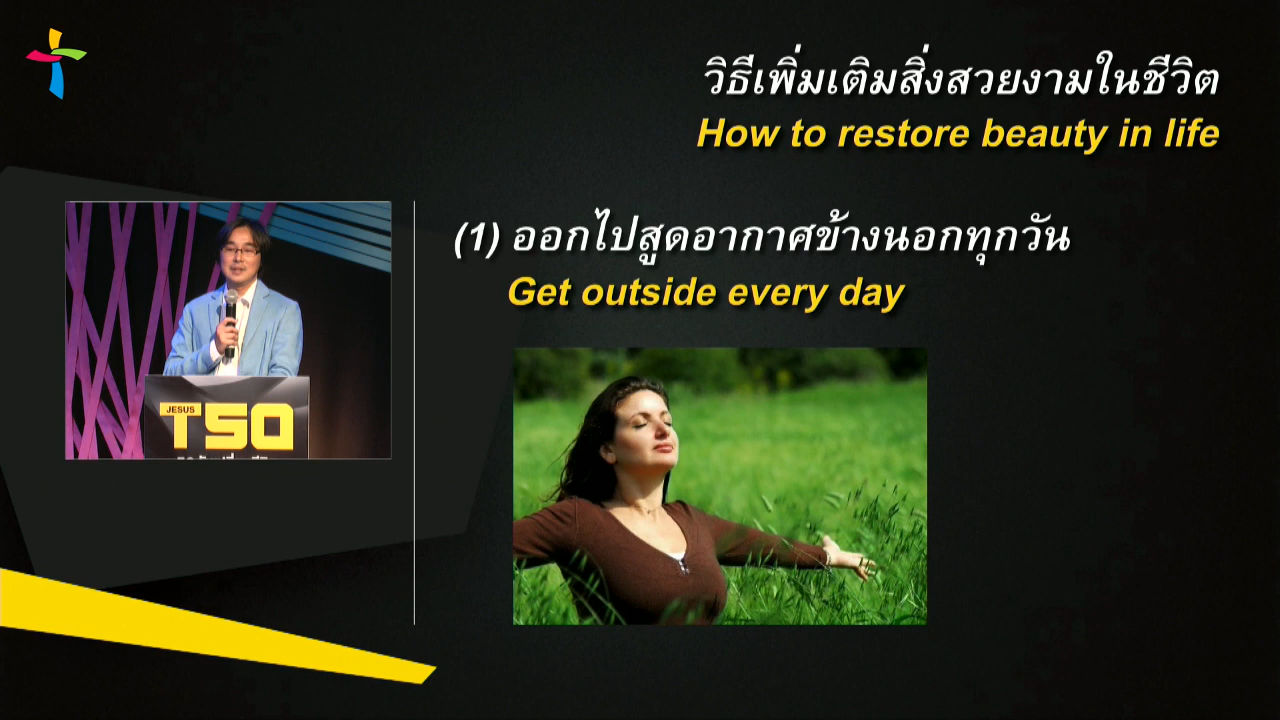 วิธีเพิ่มเติมสิ่งสวยงามในชีวิต
How to restore beauty in life
(1) ออกไปสูดอากาศข้างนอกทุกวัน
Get outside every day
JESUS
T5O